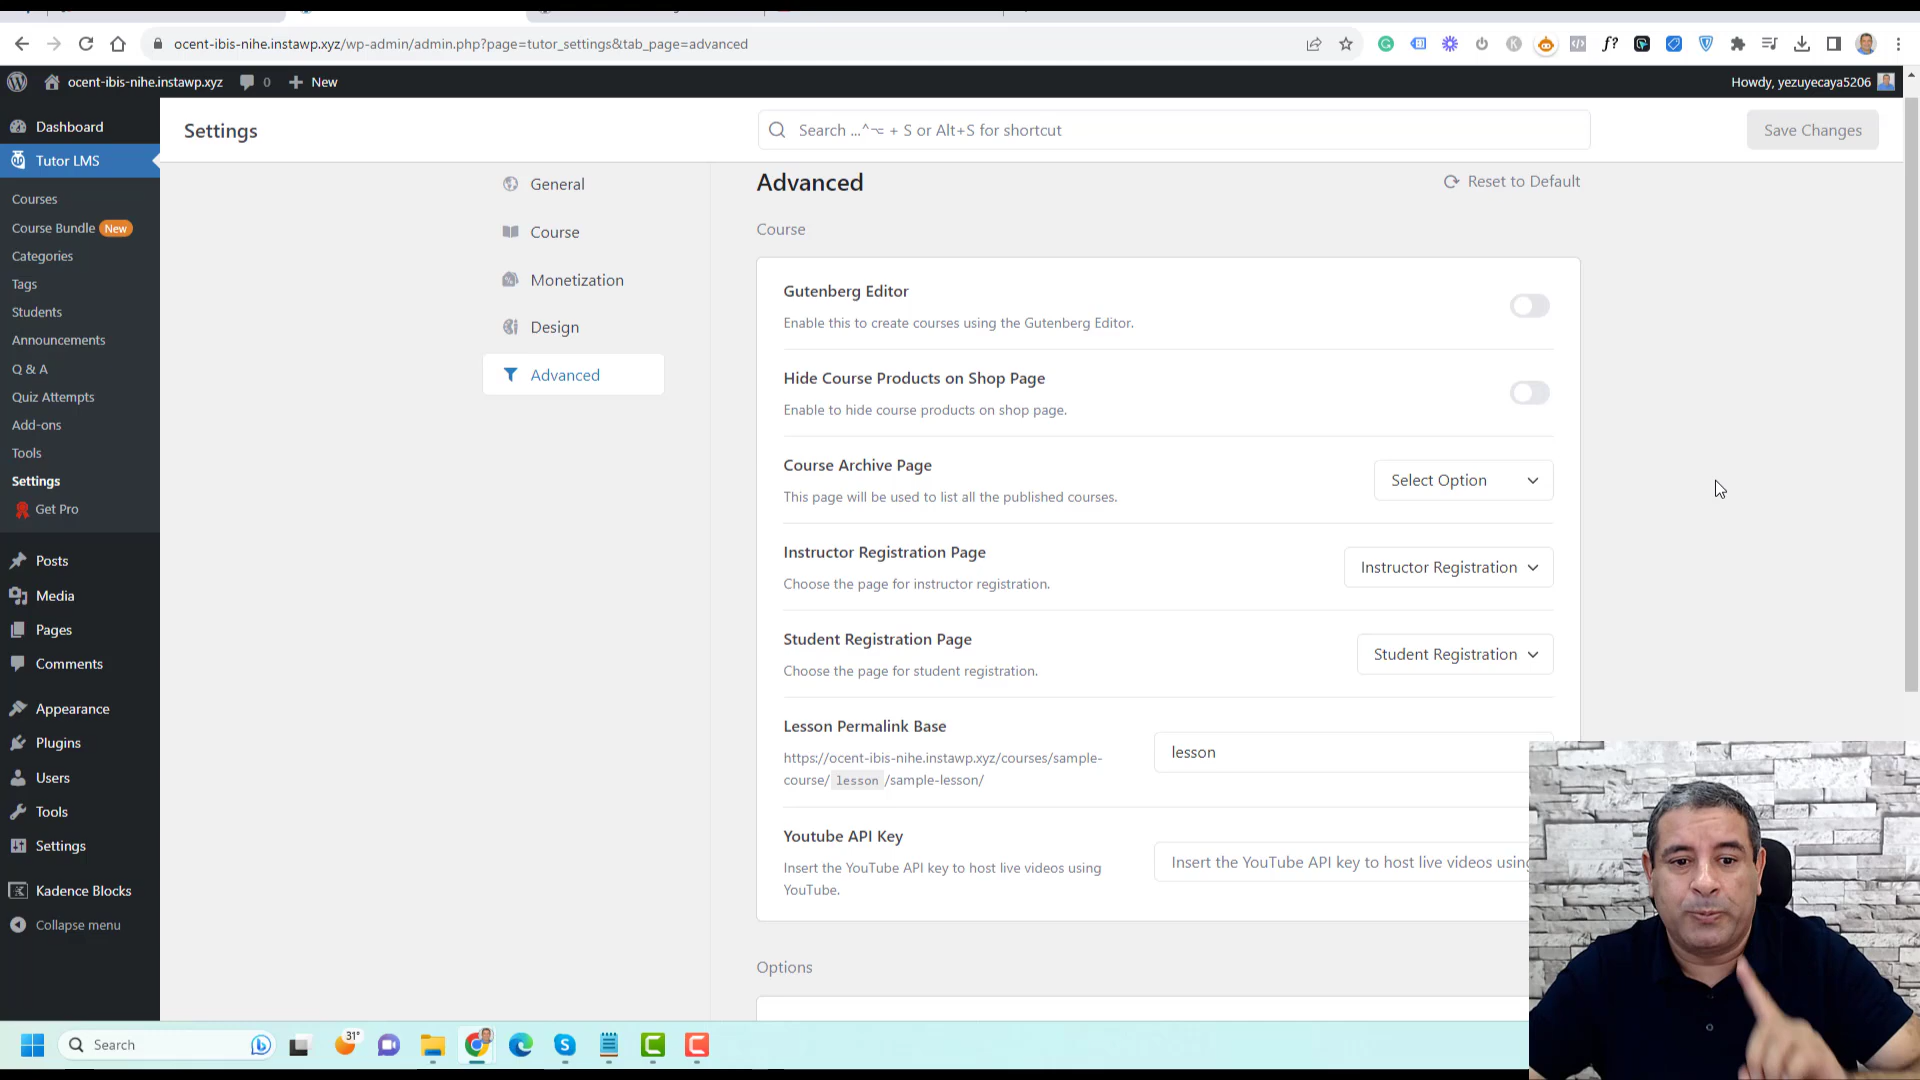 ocent-ibis-nihe.instawp.xyz/wp-admin/admin.php?page=tutor_settings&tab_page=advanced
ocent-ibis-nihe.instawp.xyz
0
New
Howdy, yezuyecaya5206
Dashboard
Tutor LMS
Courses
Course Bundle New
Categories
Tags
Students
Announcements
Q & A
Quiz Attempts
Add-ons
Tools
Settings
Get Pro
Posts
Media
Pages
Comments
Appearance
Plugins
Users
Tools
Settings
Kadence Blocks
Collapse menu
Settings
Search ...^⌥ + S or Alt+S for shortcut
Save Changes
General
Course
Monetization
Design
Advanced
Advanced
Reset to Default
Course
Gutenberg Editor
Enable this to create courses using the Gutenberg Editor.
Hide Course Products on Shop Page
Enable to hide course products on shop page.
Course Archive Page
This page will be used to list all the published courses.
Select Option
Instructor Registration Page
Choose the page for instructor registration.
Instructor Registration
Student Registration Page
Choose the page for student registration.
Student Registration
Lesson Permalink Base
https://ocent-ibis-nihe.instawp.xyz/courses/sample-
course/ lesson /sample-lesson/
lesson
Youtube API Key
Insert the YouTube API key to host live videos using
YouTube.
Insert the YouTube API key to host live videos using
Options
Search
31°